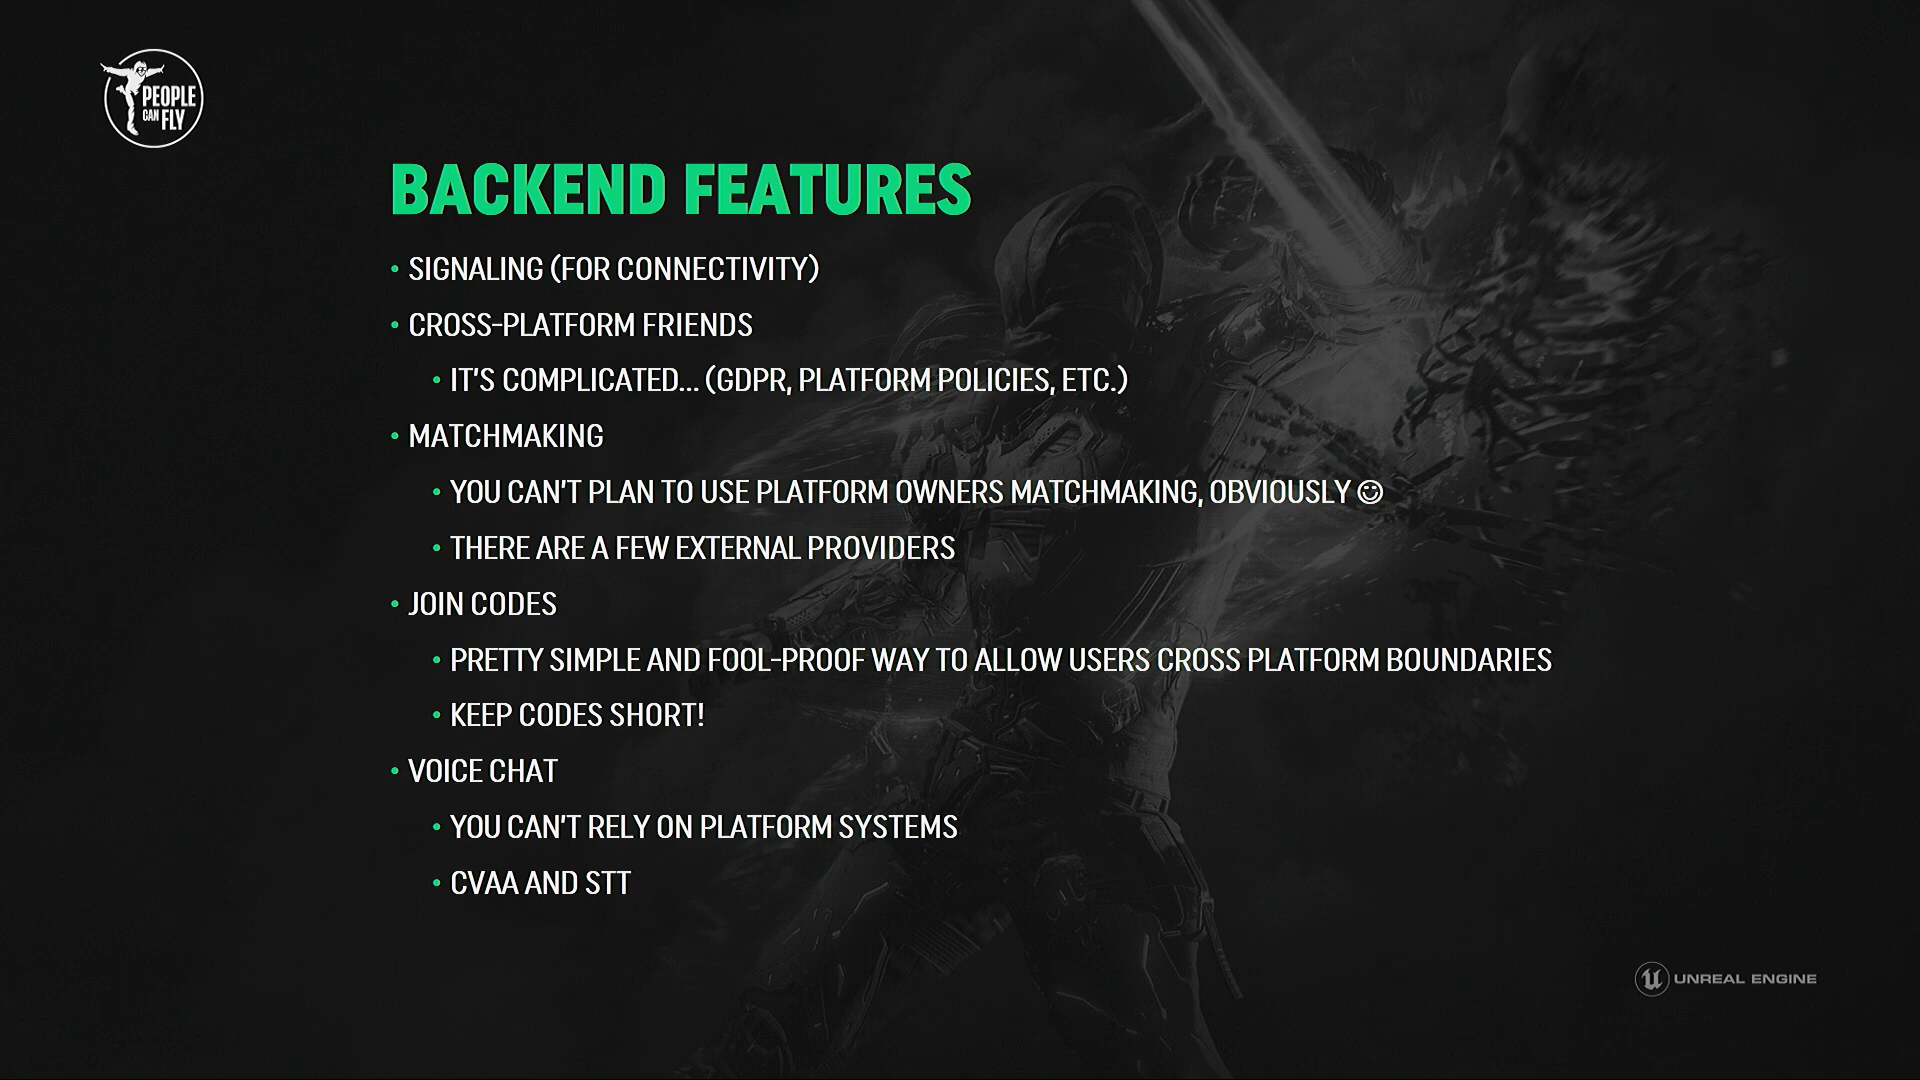 PEOPLE
CAN FLY
BACKEND FEATURES
• SIGNALING (FOR CONNECTIVITY)
• CROSS-PLATFORM FRIENDS
• IT'S COMPLICATED... (GDPR, PLATFORM POLICIES, ETC.)
• MATCHMAKING
• YOU CAN'T PLAN TO USE PLATFORM OWNERS MATCHMAKING, OBVIOUSLY ☺
• THERE ARE A FEW EXTERNAL PROVIDERS
• JOIN CODES
• PRETTY SIMPLE AND FOOL-PROOF WAY TO ALLOW USERS CROSS PLATFORM BOUNDARIES
• KEEP CODES SHORT!
• VOICE CHAT
• YOU CAN'T RELY ON PLATFORM SYSTEMS
• CVAA AND STT
UNREAL ENGINE